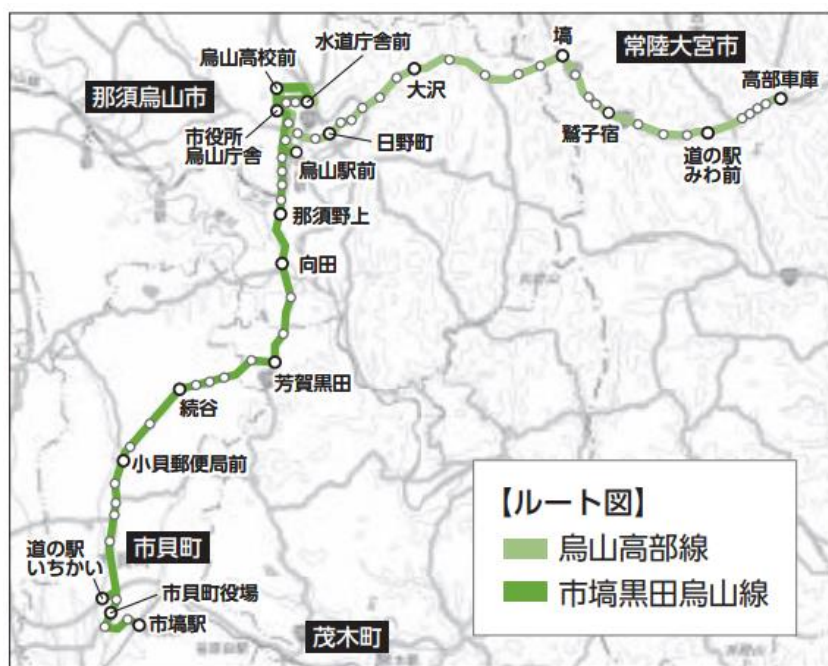 烏山高校前
水道庁舎前
塙
常陸大宮市
高部車庫
那須烏山市
大沢
市役所
烏山庁舎
日野町
鷲子宿
道の駅
みわ前
烏山駅前
那須野上
向田
芳賀黒田
続谷
小貝郵便局前
【ルート図】
烏山高部線
市塙黒田烏山線
市貝町
道の駅
いちかい
市貝町役場
市塙駅
茂木町